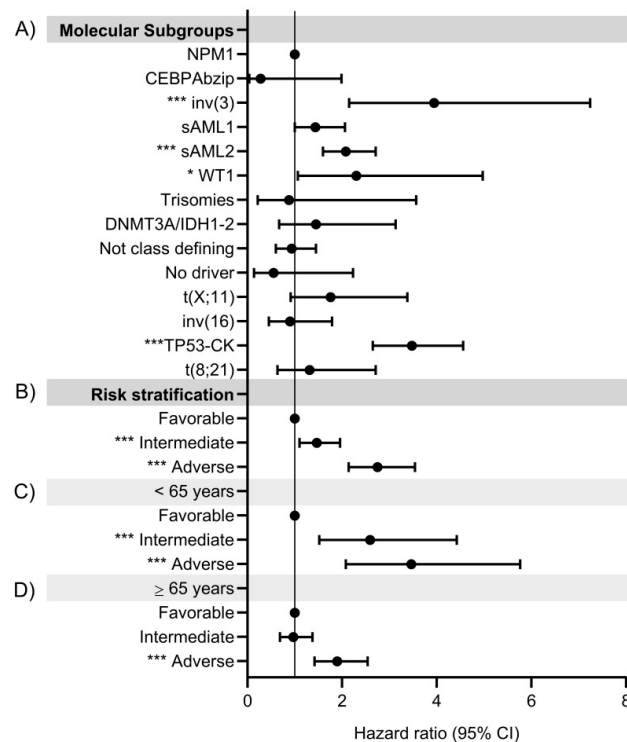 A) Molecular Subgroups
NPM1
CEBPAbzip
*** inv(3)
sAML1
*** sAML2
* WT1
Trisomies
DNMT3A/IDH1-2
Not class defining
No driver
t(X;11)
inv(16)
***TP53-CK
t(8;21)
B) Risk stratification
Favorable
*** Intermediate
*** Adverse
C) < 65 years
Favorable
*** Intermediate
*** Adverse
D) ≥ 65 years
Favorable
Intermediate
*** Adverse
0 2 4 6 8
Hazard ratio (95% CI)